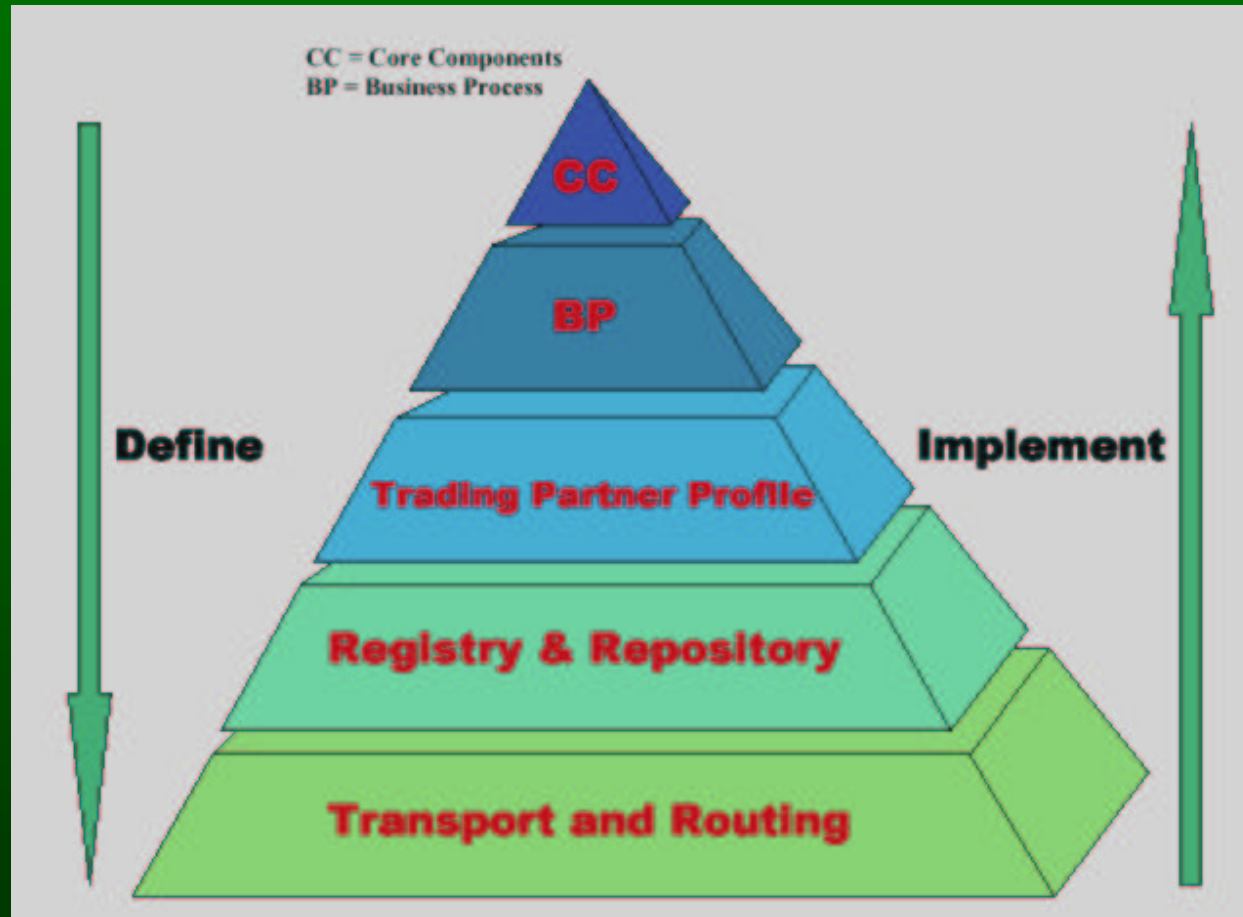 CC = Core Components
BP = Business Process
CC
BP
Define
Implement
Trading Partner Profile
Registry & Repository
Transport and Routing